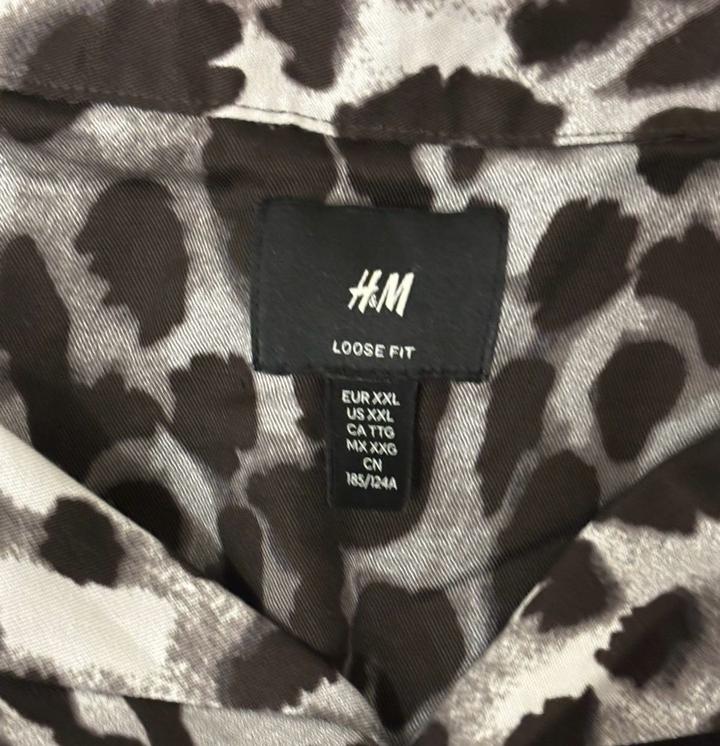 H&M
LOOSE FIT
EUR XXL
US XXL
CA TTG
MX XXG
CN
185/124A